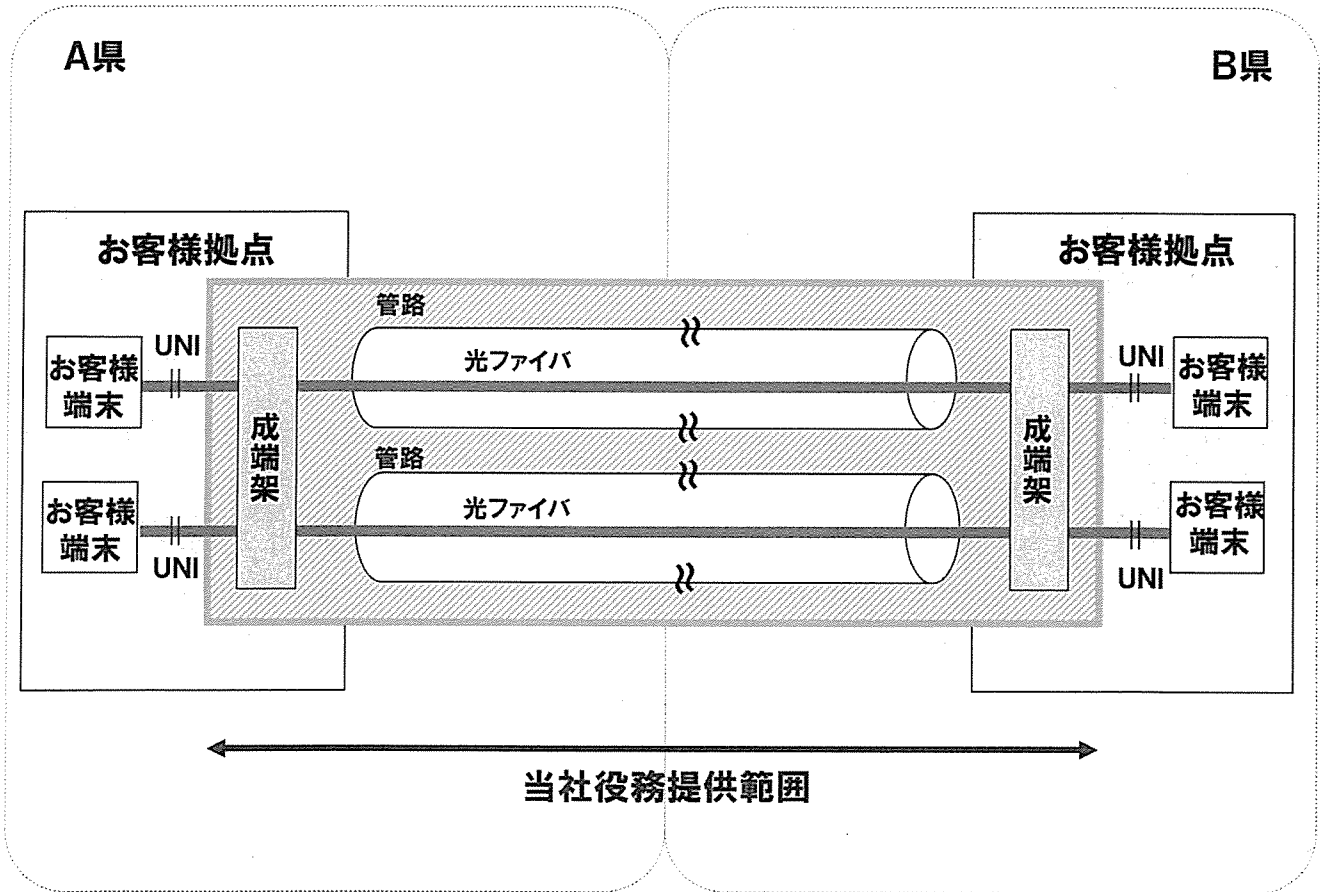 A県
B県
お客様拠点
お客様拠点
管路
UNI
光ファイバ
UNI
お客様
端末
お客様
端末
成端架
成端架
管路
お客様
端末
光ファイバ
お客様
端末
UNI
UNI
当社役務提供範囲